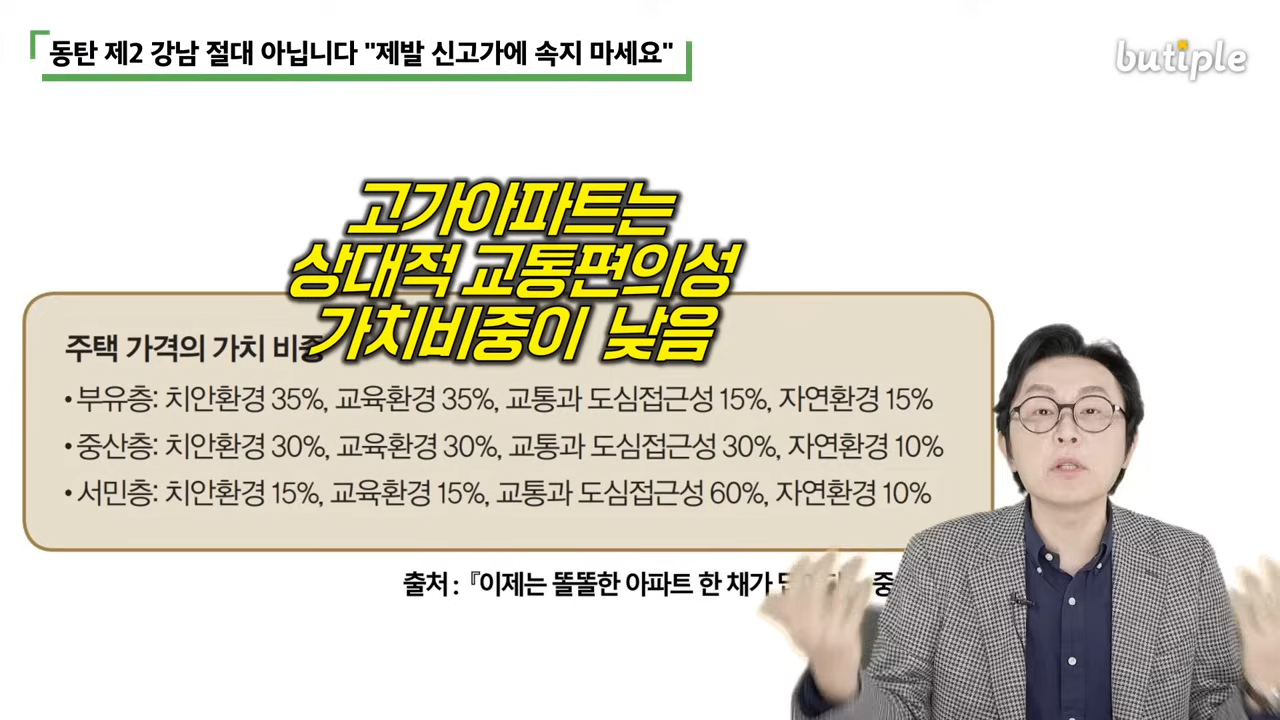 동탄 제2 강남 절대 아닙니다 "제발 신고가에 속지 마세요"
butiple
고가아파트는
상대적 교통편의성
가치비중이 낮음
주택 가격의 가치 비중
• 부유층: 치안환경 35%, 교육환경 35%, 교통과 도심접근성 15%, 자연환경 15%
• 중산층: 치안환경 30%, 교육환경 30%, 교통과 도심접근성 30%, 자연환경 10%
• 서민층: 치안환경 15%, 교육환경 15%, 교통과 도심접근성 60%, 자연환경 10%
출처 : 『이제는 똘똘한 아파트 한 채가 중